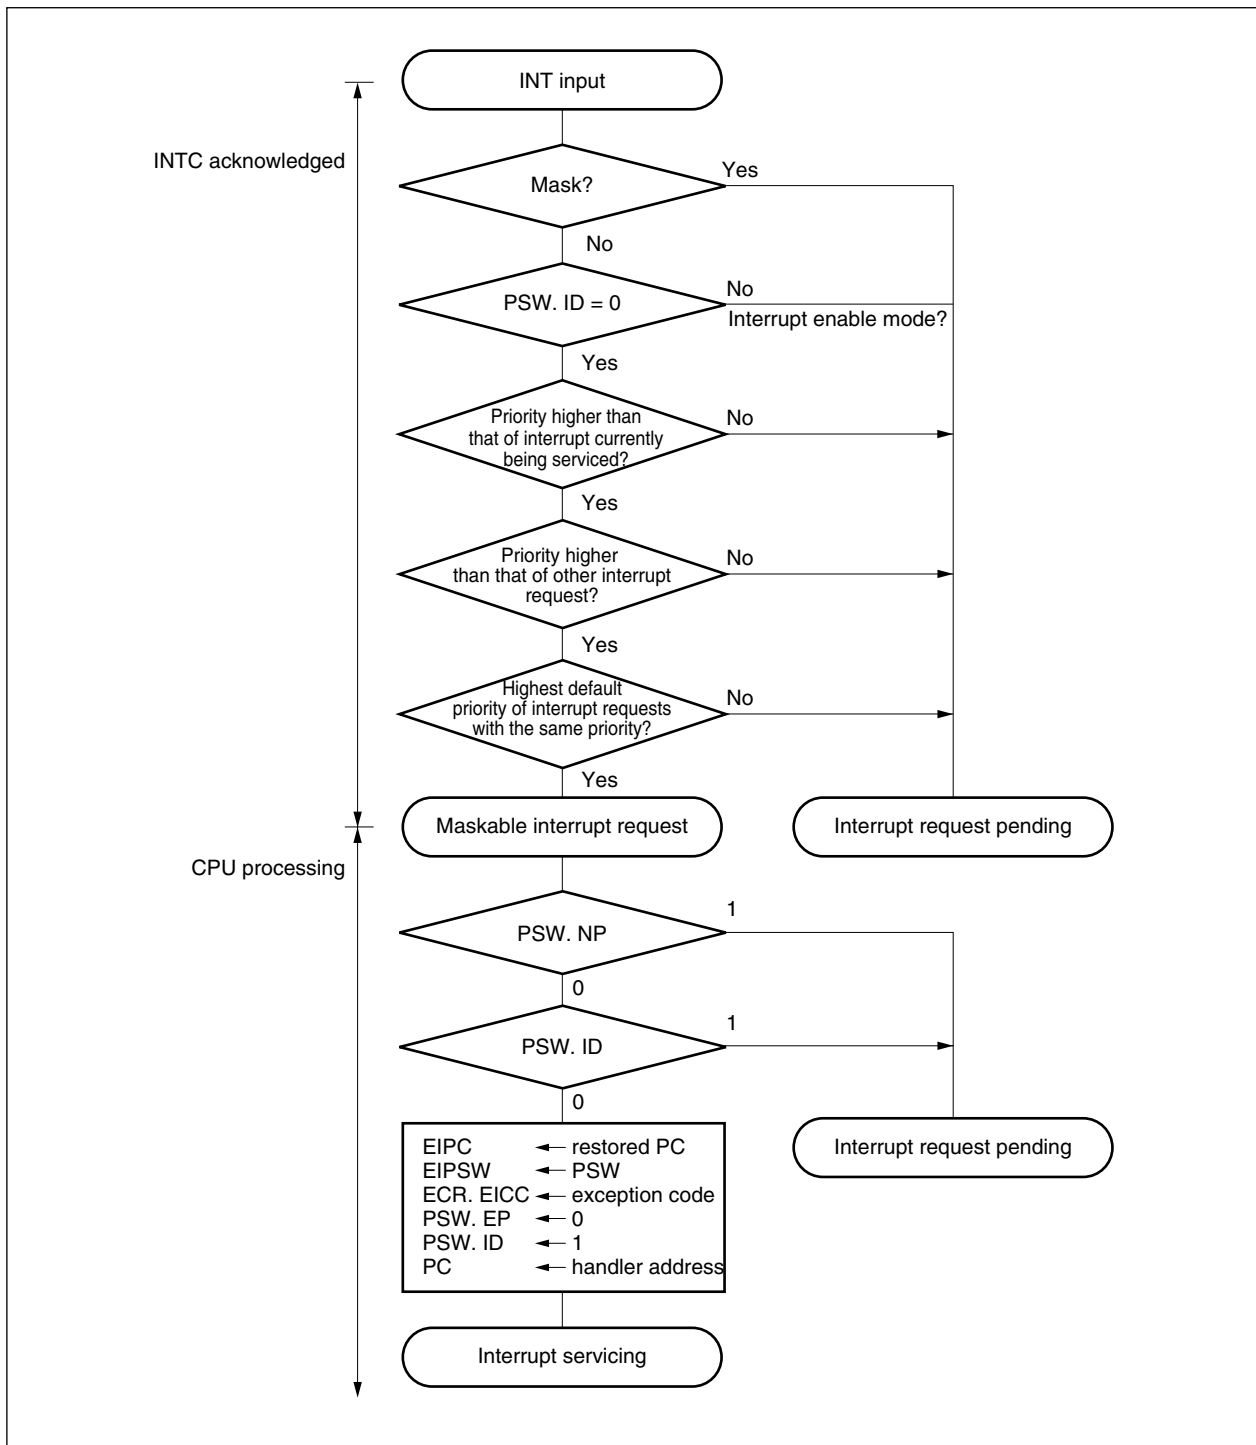 INT input
INTC acknowledged
Mask?
Yes
No
PSW. ID = 0
No
Interrupt enable mode?
Yes
Priority higher than
that of interrupt currently
being serviced?
No
Yes
Priority higher
than that of other interrupt
request?
No
Yes
Highest default
priority of interrupt requests
with the same priority?
No
Yes
Maskable interrupt request
Interrupt request pending
CPU processing
PSW. NP
1
0
PSW. ID
1
0
Interrupt request pending
EIPC ← restored PC
EIPSW ← PSW
ECR. EICC ← exception code
PSW. EP ← 0
PSW. ID ← 1
PC ← handler address
Interrupt servicing